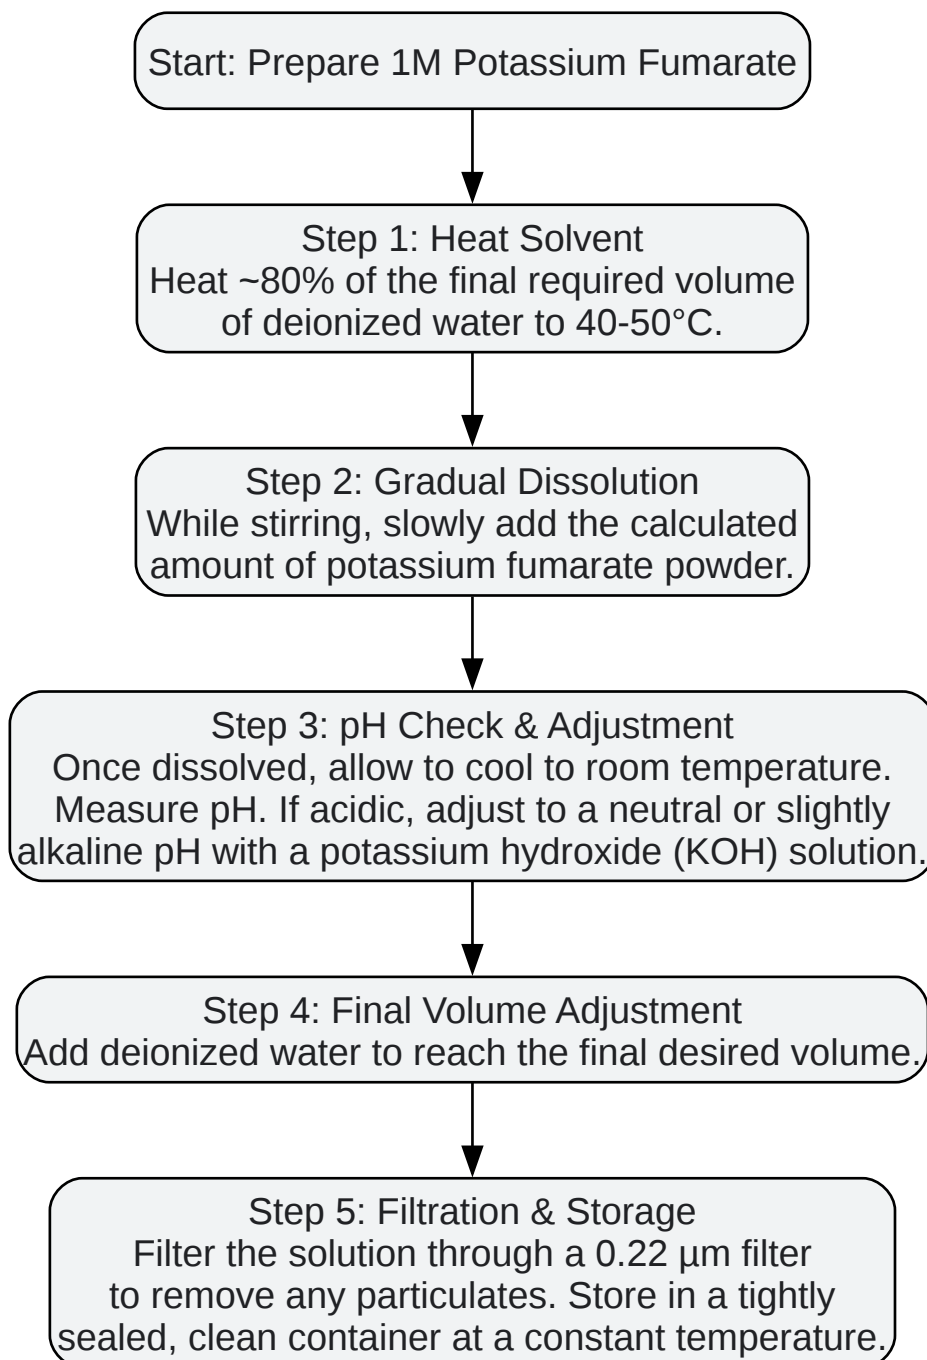 Start: Prepare 1M Potassium Fumarate
Step 1: Heat Solvent
Heat ~80% of the final required volume
of deionized water to 40-50°C.
Step 2: Gradual Dissolution
While stirring, slowly add the calculated
amount of potassium fumarate powder.
Step 3: pH Check & Adjustment
Once dissolved, allow to cool to room temperature.
Measure pH. If acidic, adjust to a neutral or slightly
alkaline pH with a potassium hydroxide (KOH) solution.
Step 4: Final Volume Adjustment
Add deionized water to reach the final desired volume.
Step 5: Filtration & Storage
Filter the solution through a 0.22 µm filter
to remove any particulates. Store in a tightly
sealed, clean container at a constant temperature.